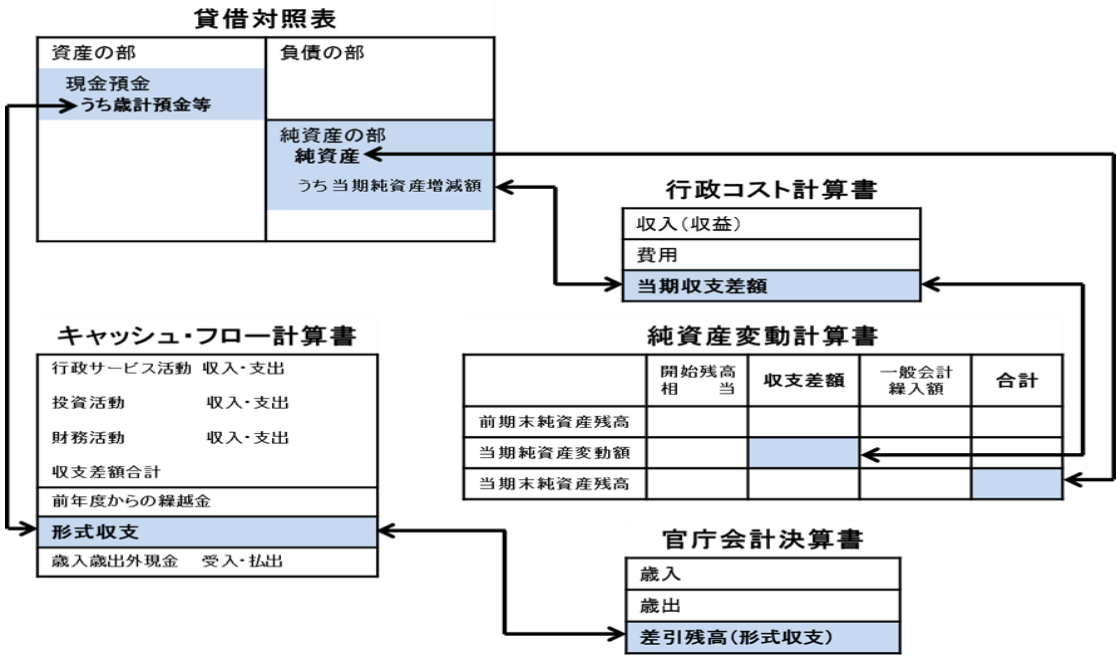 貸借対照表
資産の部
現金預金
うち歳計預金等
負債の部
純資産の部
純資産
うち当期純資産増減額
行政コスト計算書
収入(収益)
費用
当期収支差額
キャッシュ・フロー計算書
行政サービス活動 収入・支出
投資活動 収入・支出
財務活動 収入・支出
収支差額合計
前年度からの繰越金
形式収支
歳入歳出外現金 受入・払出
純資産変動計算書
開始残高
相 当
収支差額
一般会計
繰入額
合計
前期末純資産残高
当期純資産変動額
当期末純資産残高
官庁会計決算書
歳入
歳出
差引残高(形式収支)